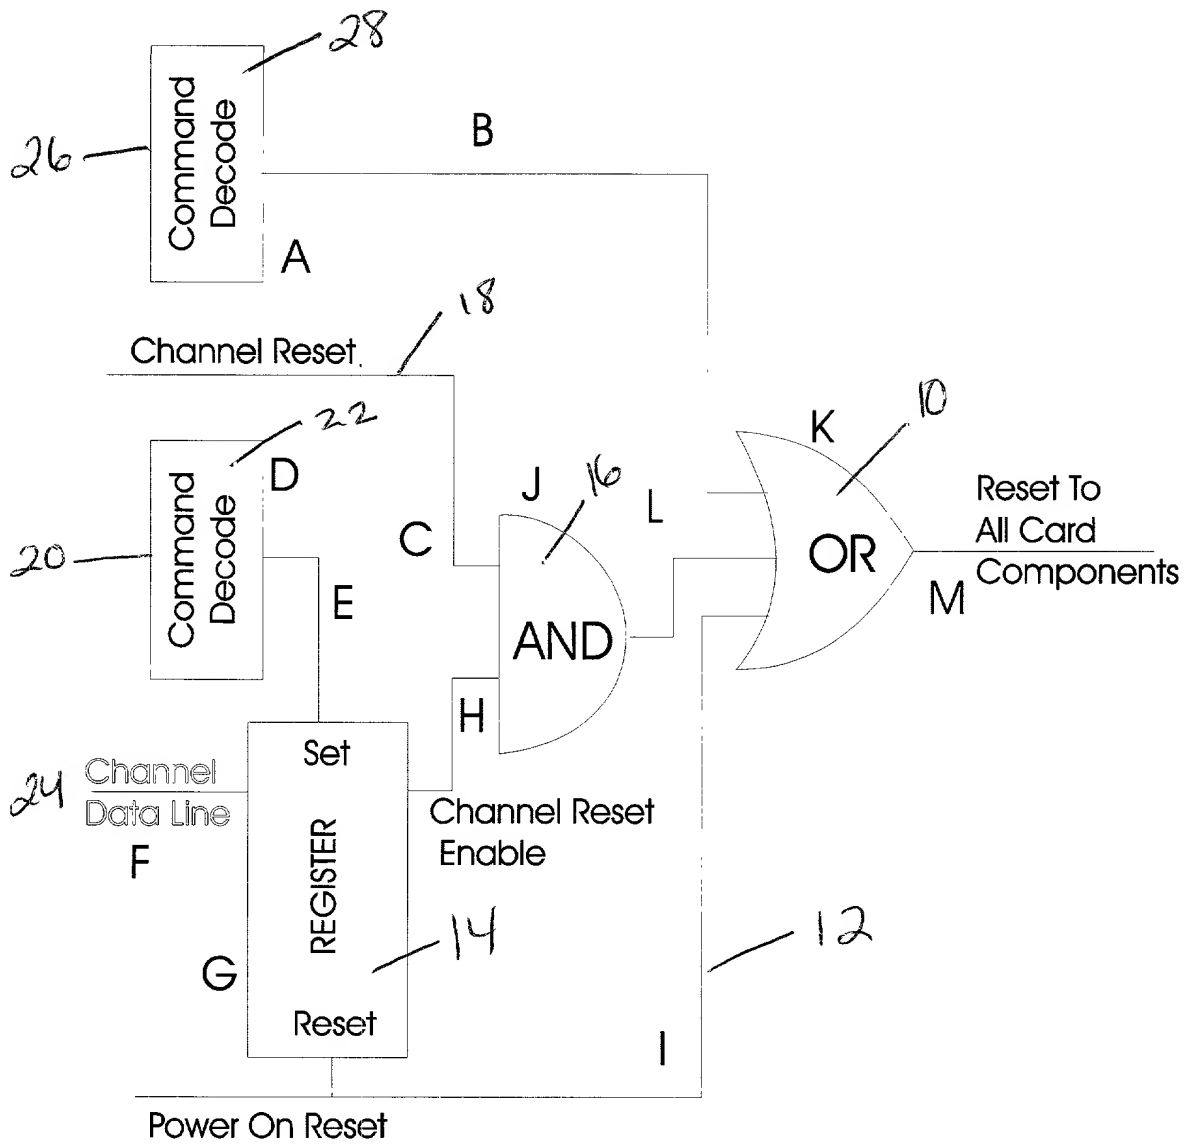 28
Command
Decode
26
B
A
18
Channel Reset
22
Command
Decode
D
20
E
C
J
16
L
K
10
OR
Reset To
All Card
Components
M
AND
H
Set
24
Channel
Data Line
F
Channel Reset
Enable
REGISTER
14
G
12
Reset
I
Power On Reset